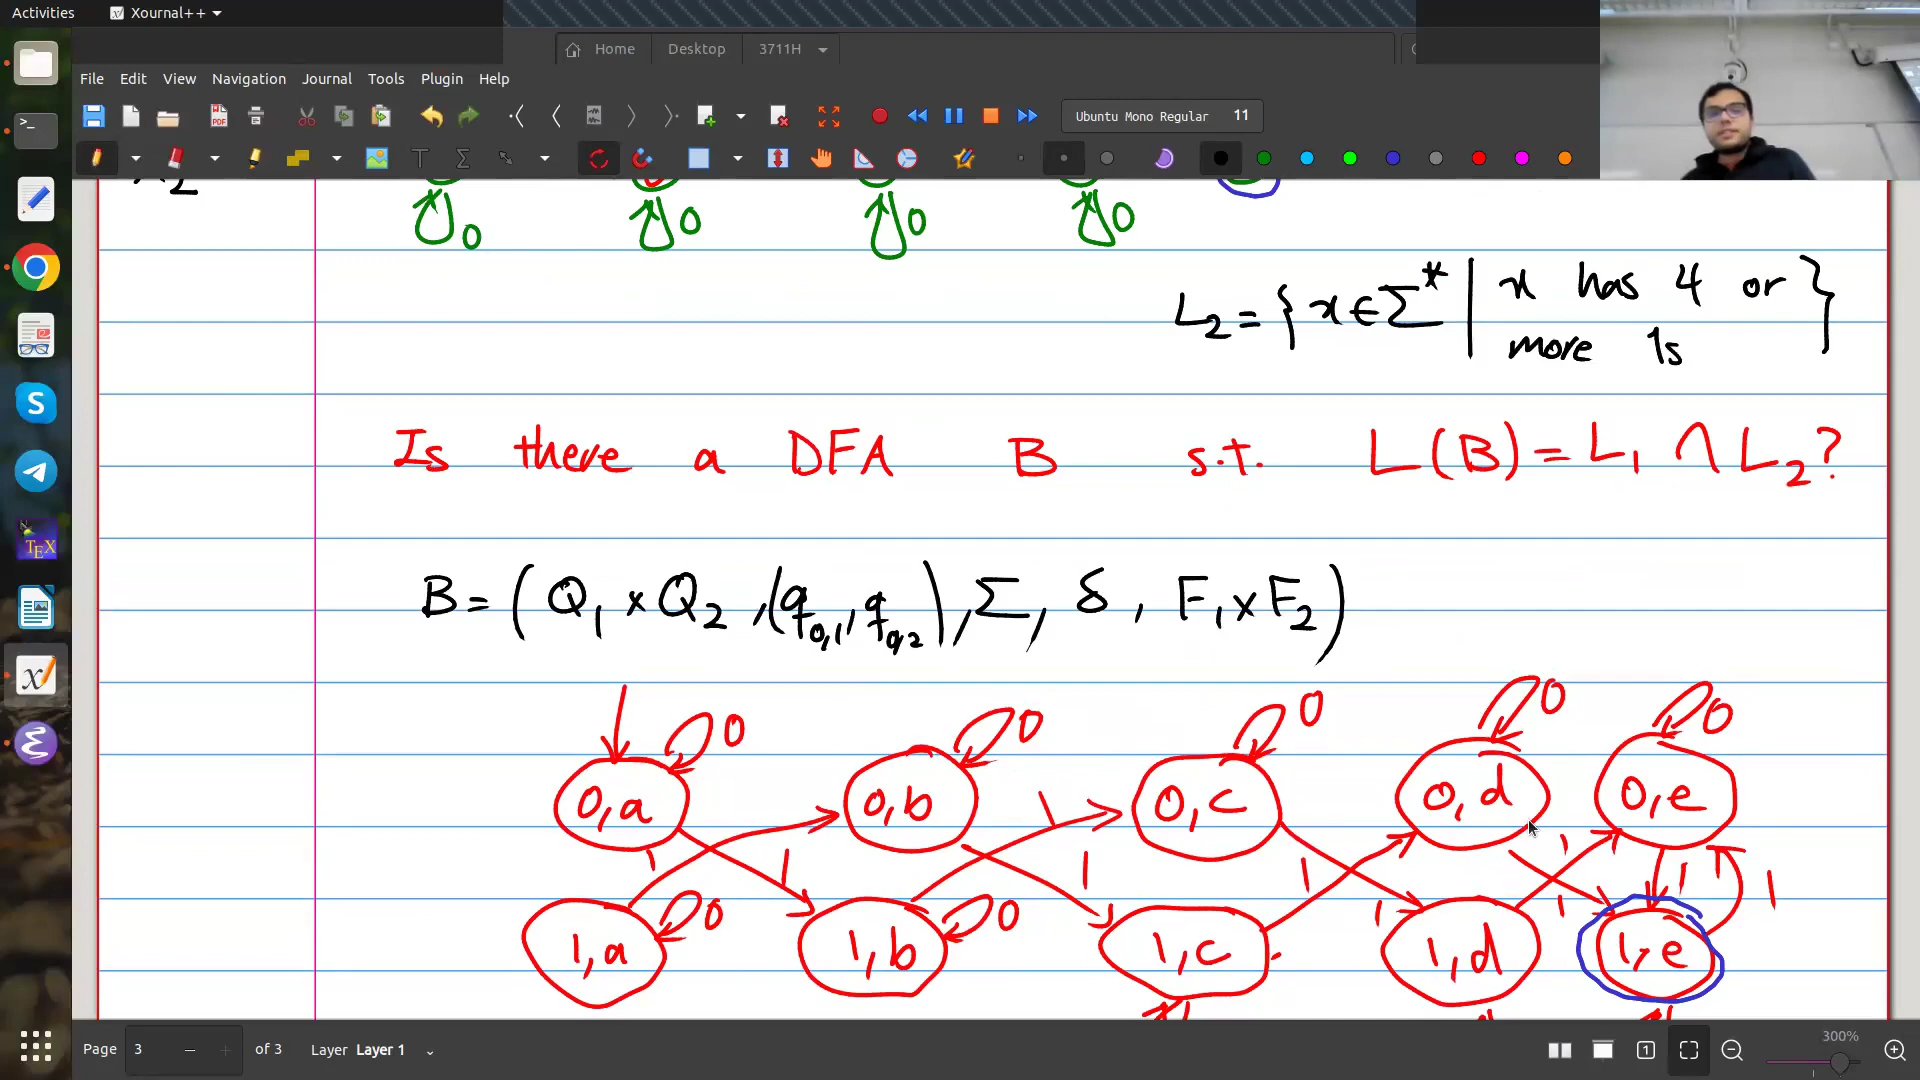 Activities Xournal++
Home Desktop 3711H
File Edit View Navigation Journal Tools Plugin Help
Ubuntu Mono Regular 11
0 0 0 0
L₂ = { x ∈ Σ* | x has 4 or
more 1s }
Is there a DFA B s.t. L(B) = L₁ ∩ L₂?
B = ( Q₁ × Q₂, (q₀,₁, q₀,₂), Σ, δ, F₁ × F₂ )
0 0 0 0 0
0,a 0,b 0,c 0,d 0,e
1 1 1 1 1 1 1 1 1
0 0
1,a 1,b 1,c 1,d 1,e
Page 3 of 3 Layer Layer 1 300%